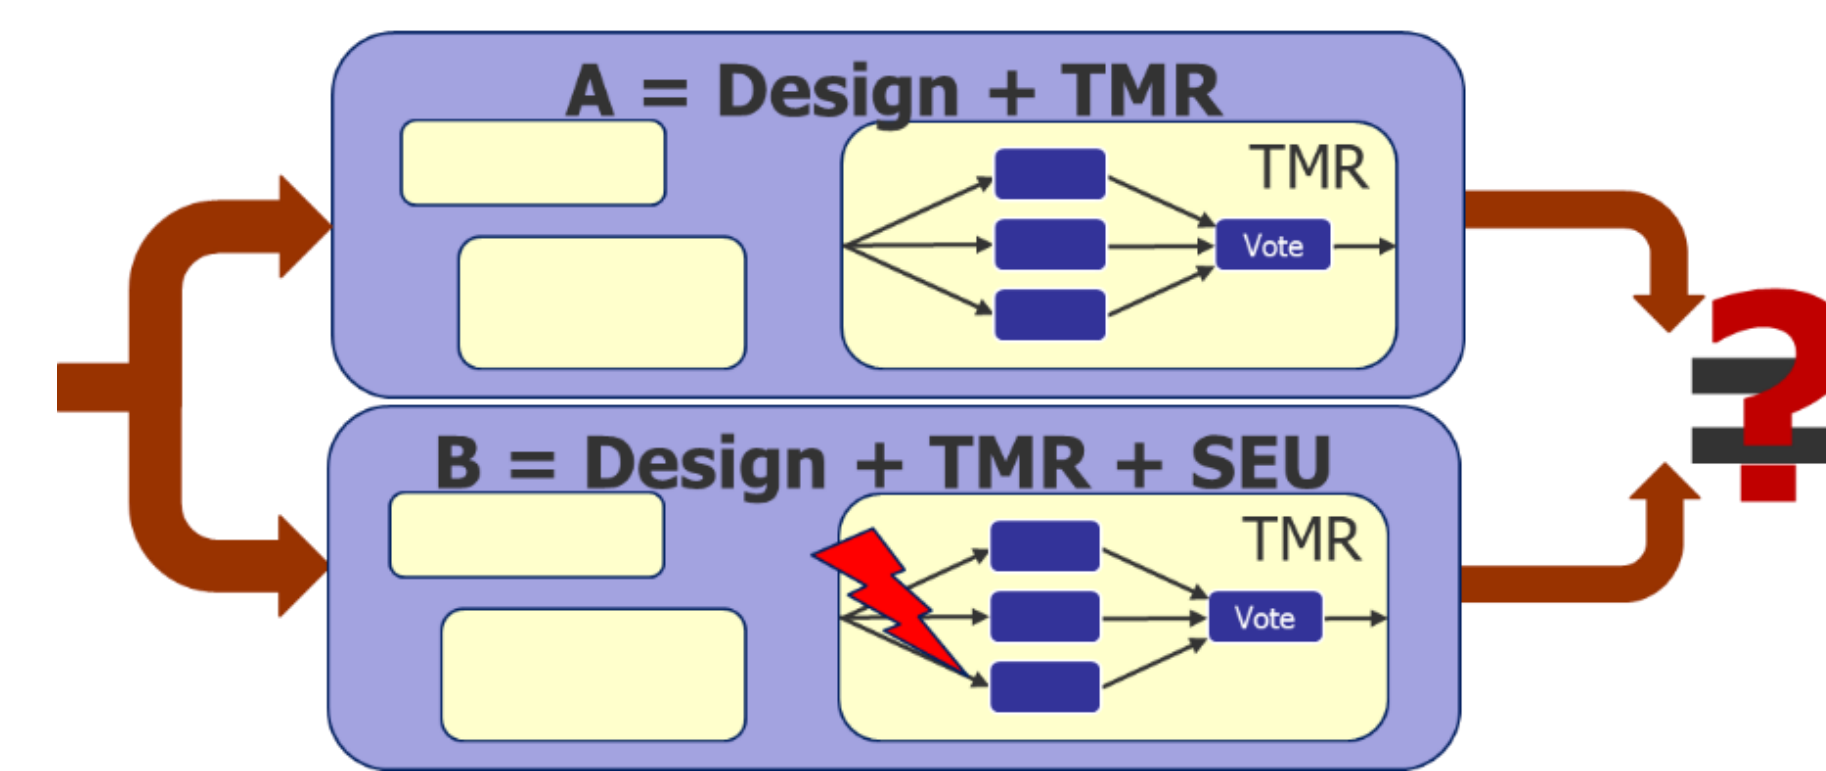 A = Design + TMR
TMR
Vote
B = Design + TMR + SEU
TMR
Vote
=
?